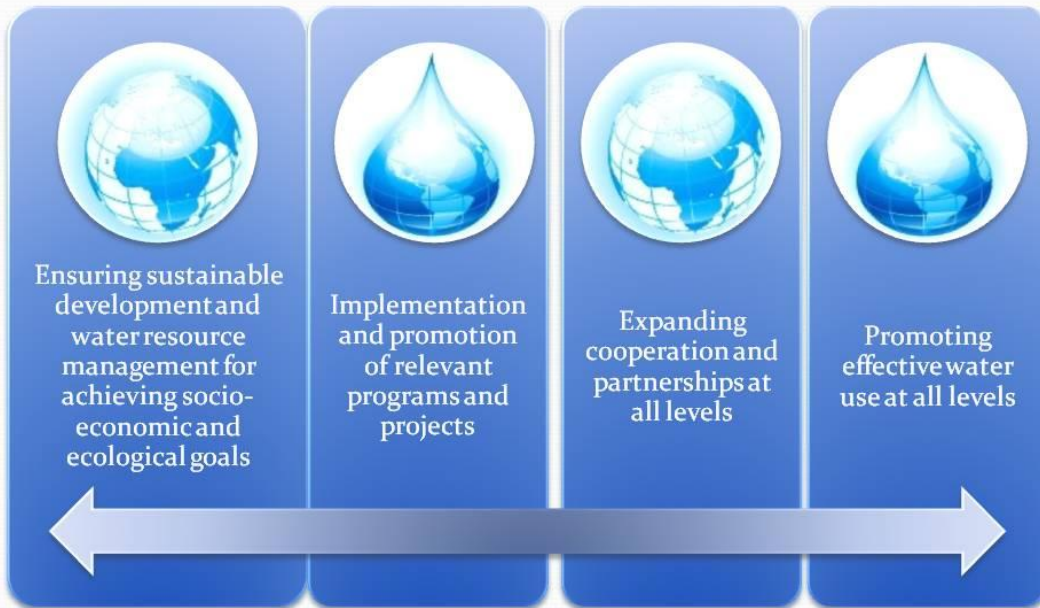 Ensuring sustainable
development and
water resource
management for
achieving socio-
economic and
ecological goals
Implementation
and promotion
of relevant
programs and
projects
Expanding
cooperation and
partnerships at
all levels
Promoting
effective water
use at all levels